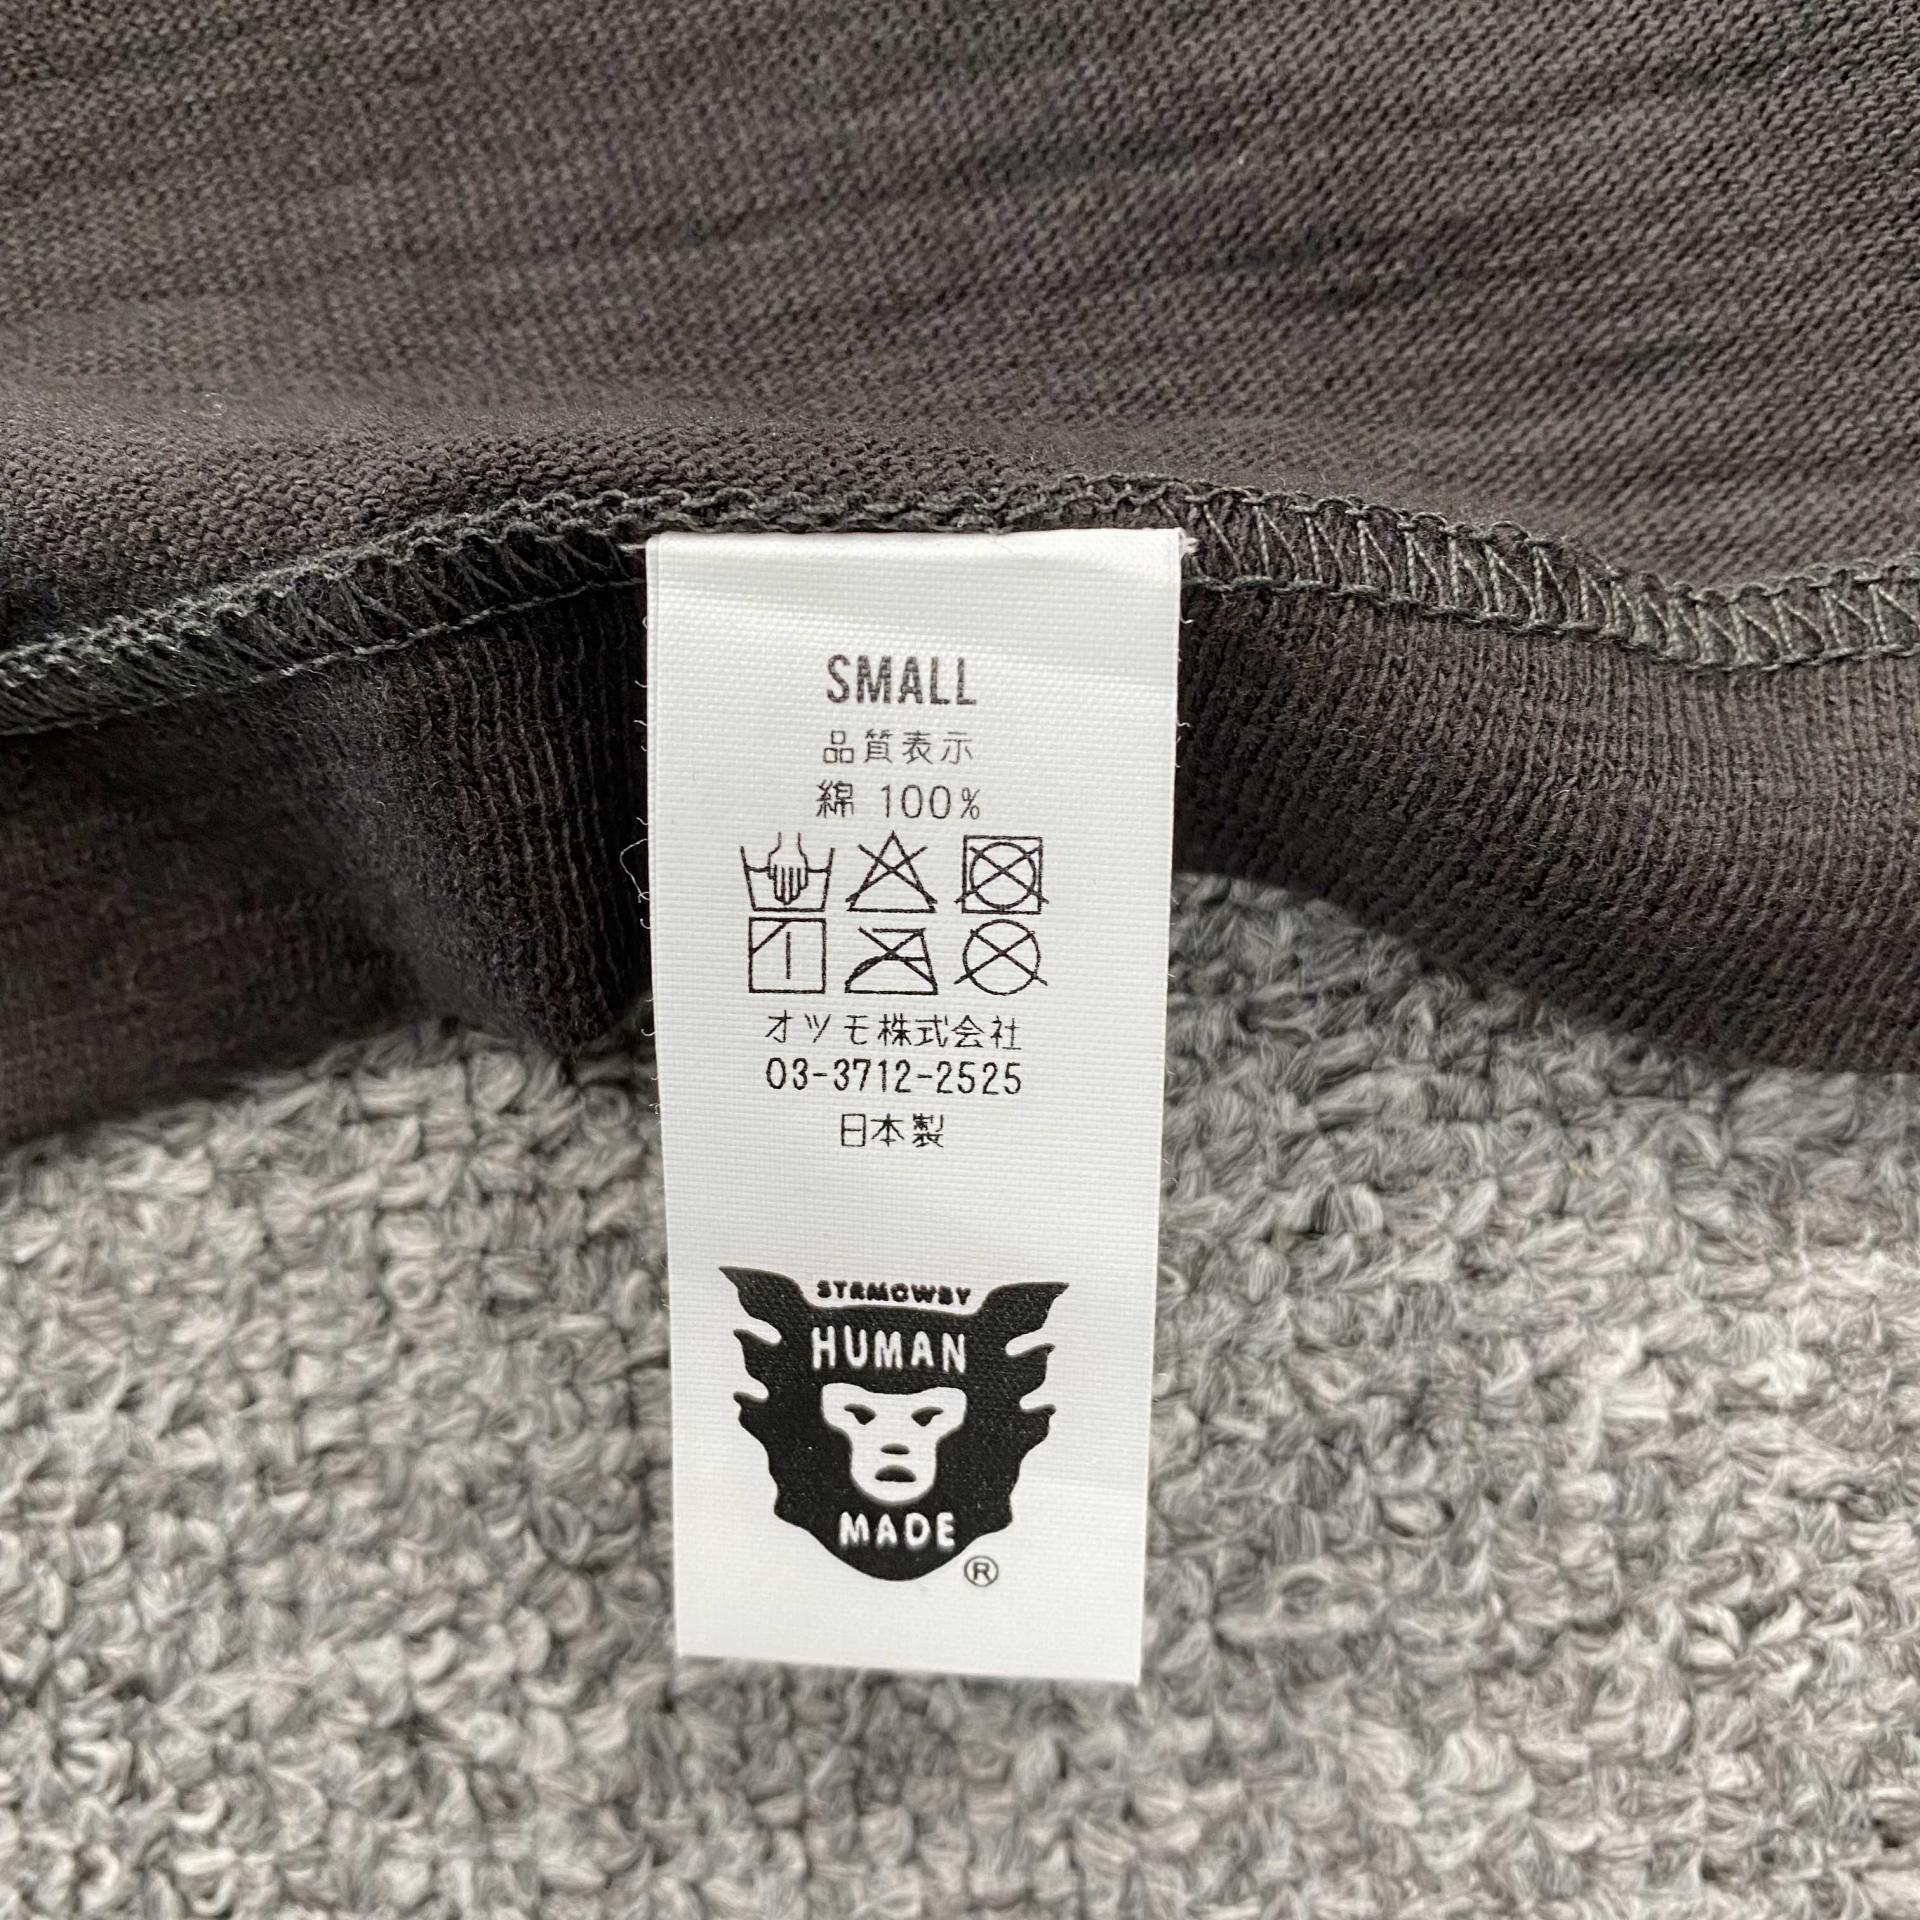 SMALL
品質表示
綿 100%
オツモ株式会社
03-3712-2525
日本製
STRMCWBY
HUMAN
MADE
®